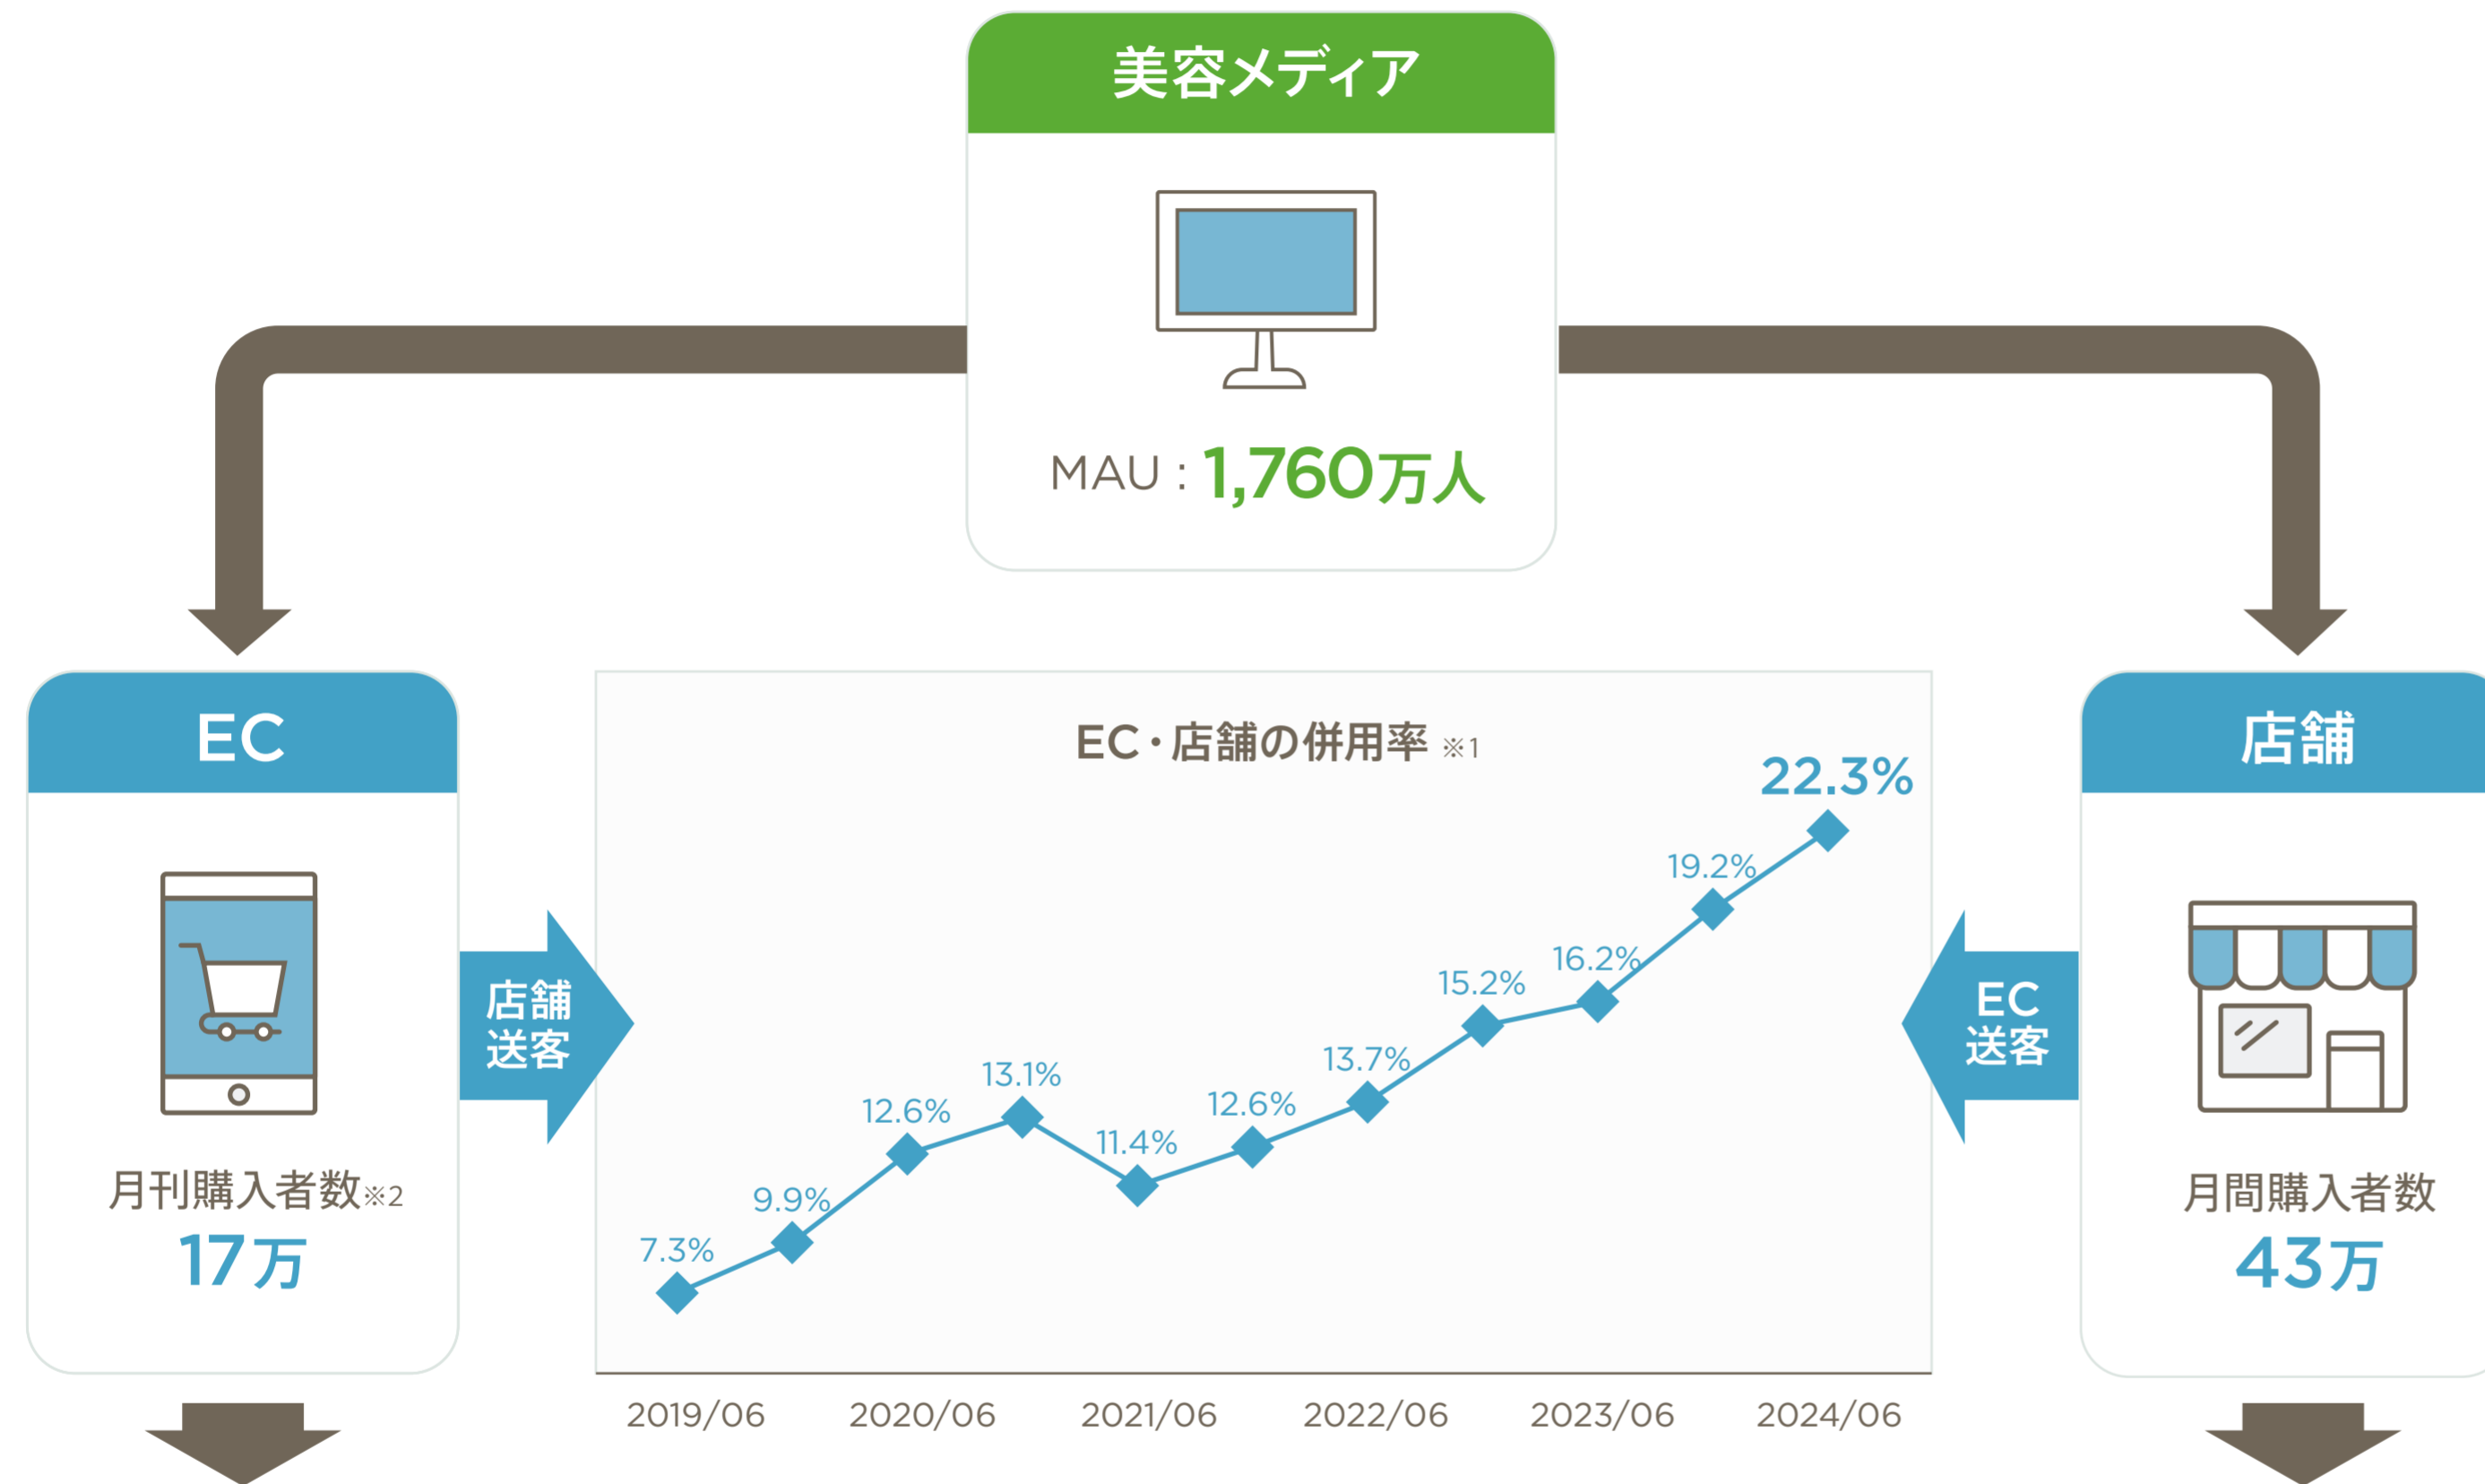 美容メディア
MAU：1,760万人
EC
月刊購入者数※2
17万
店舗
送客
EC・店舗の併用率 ※1
7.3%
9.9%
12.6%
13.1%
11.4%
12.6%
13.7%
15.2%
16.2%
19.2%
22.3%
2019/06
2020/06
2021/06
2022/06
2023/06
2024/06
EC
送客
店舗
月間購入者数
43万